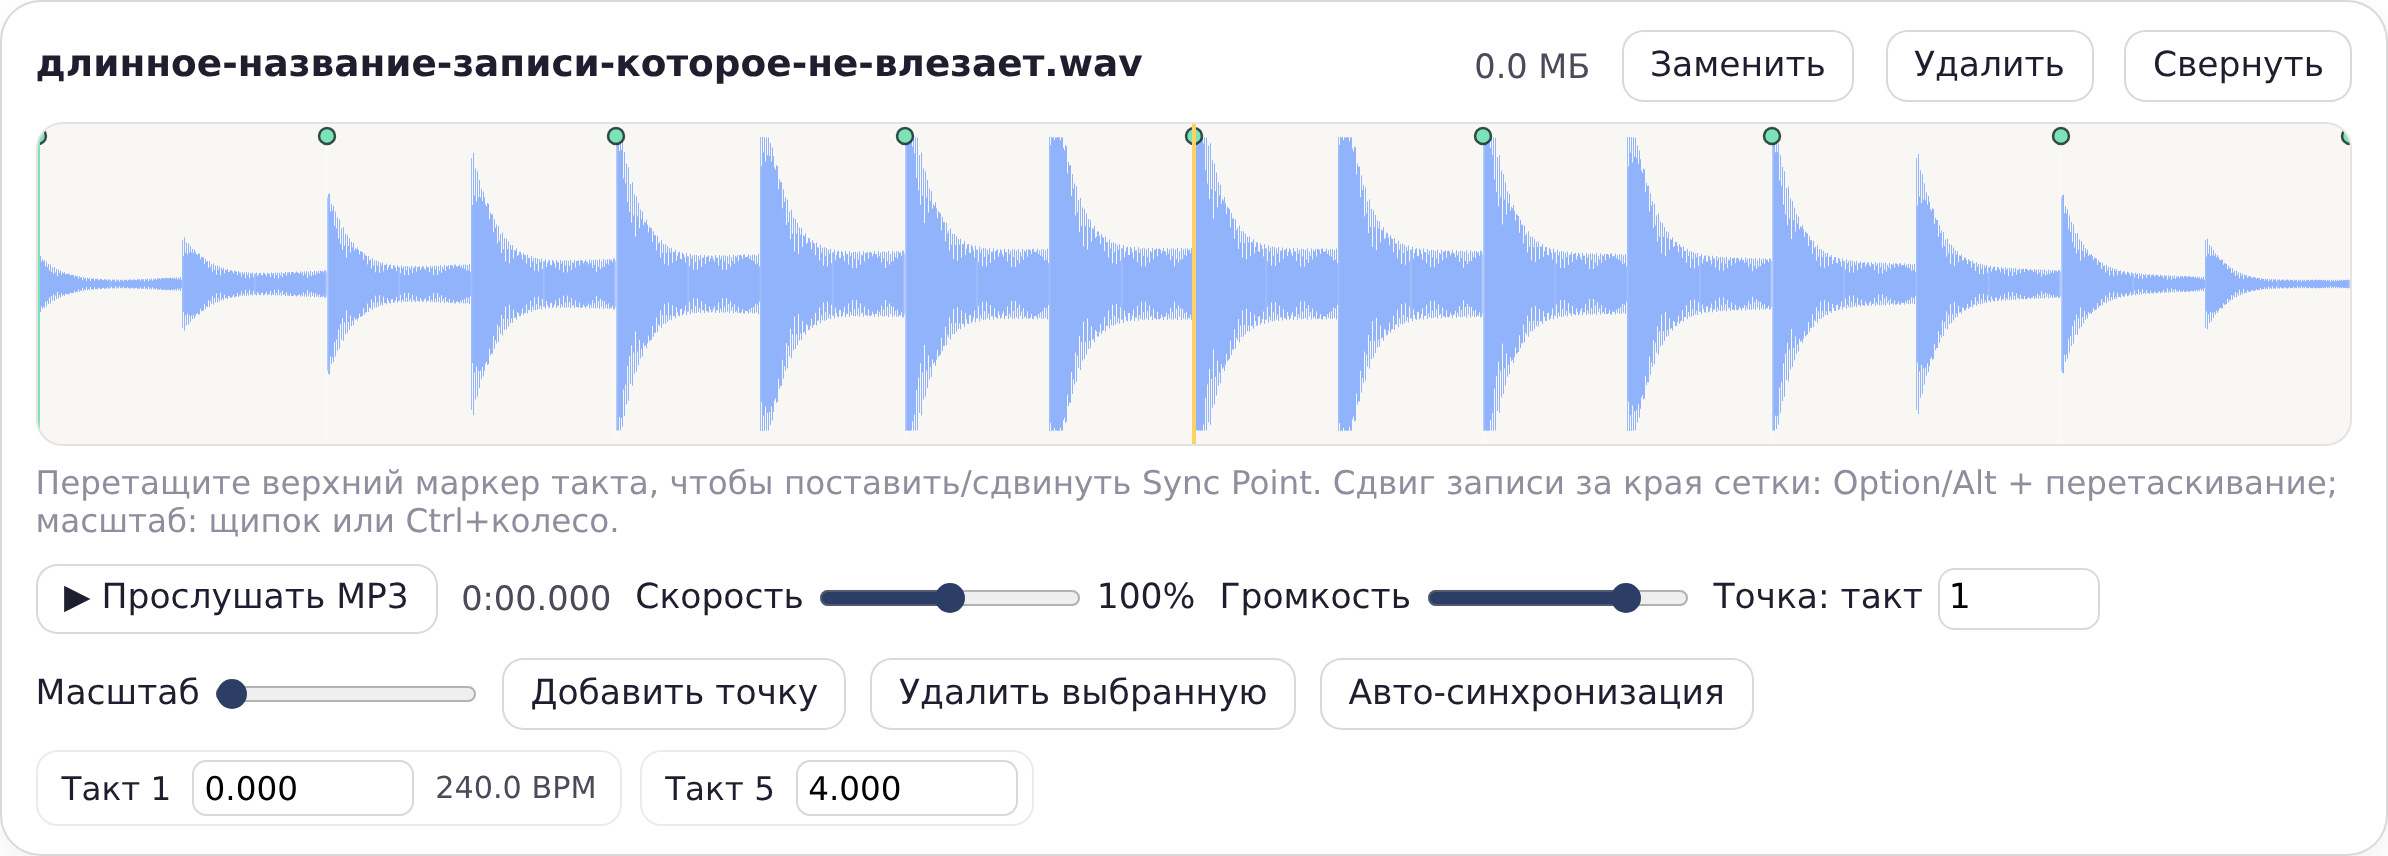 длинное-название-записи-которое-не-влезает.wav 0.0 МБ Заменить Удалить Свернуть
Перетащите верхний маркер такта, чтобы поставить/сдвинуть Sync Point. Сдвиг записи за края сетки: Option/Alt + перетаскивание;
масштаб: щипок или Ctrl+колесо.
▶ Прослушать MP3 0:00.000 Скорость 100% Громкость Точка: такт 1
Масштаб Добавить точку Удалить выбранную Авто-синхронизация
Такт 1 0.000 240.0 BPM Такт 5 4.000